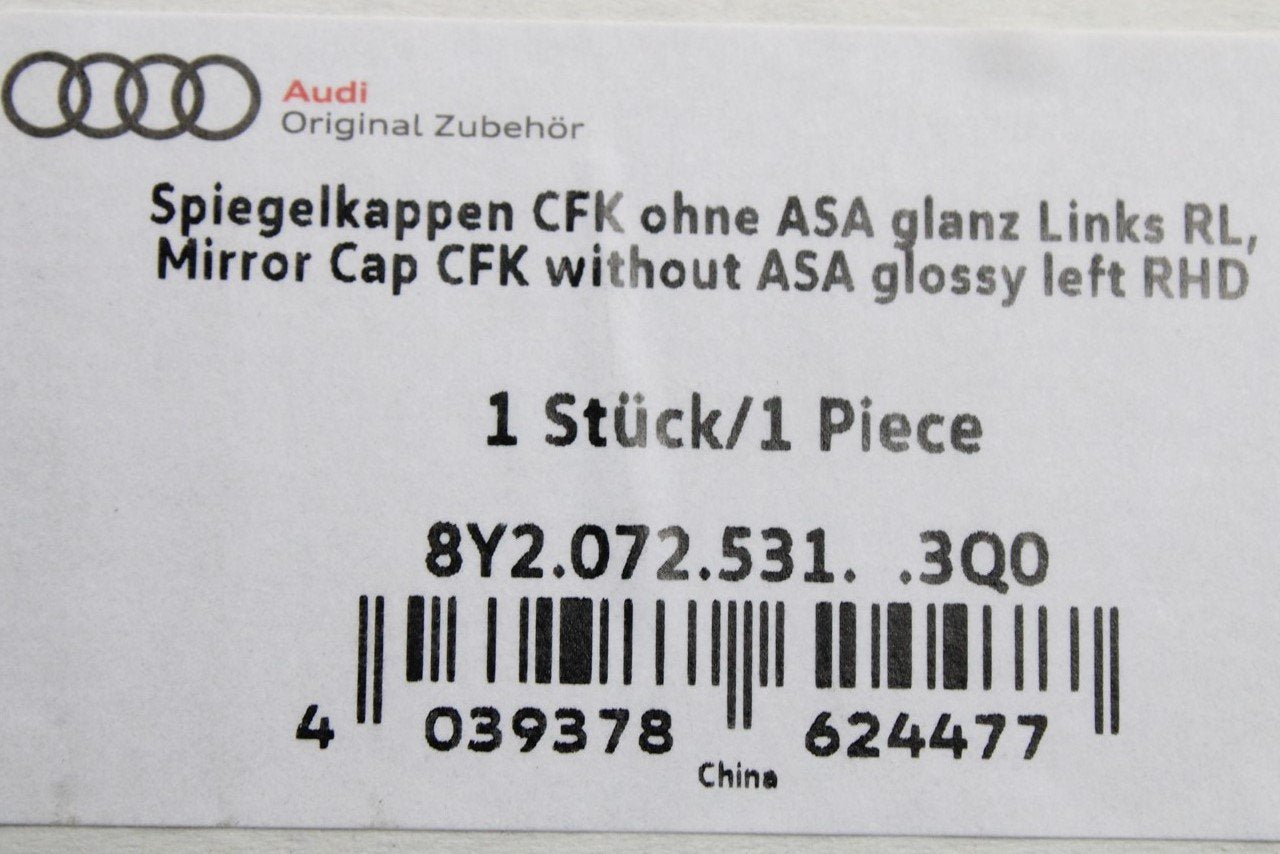 Audi
Original Zubehör
Spiegelkappen CFK ohne ASA glanz Links RL,
Mirror Cap CFK without ASA glossy left RHD
1 Stück/1 Piece
8Y2.072.531. .3Q0
4 039378 624477
China